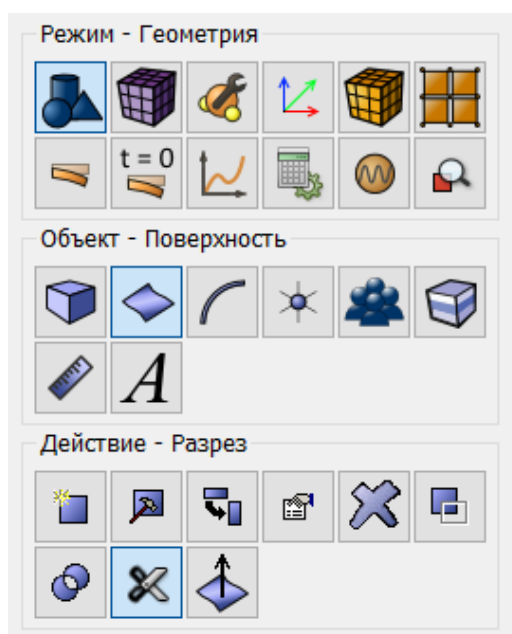 Режим - Геометрия
t = 0
Объект - Поверхность
A
Действие - Разрез